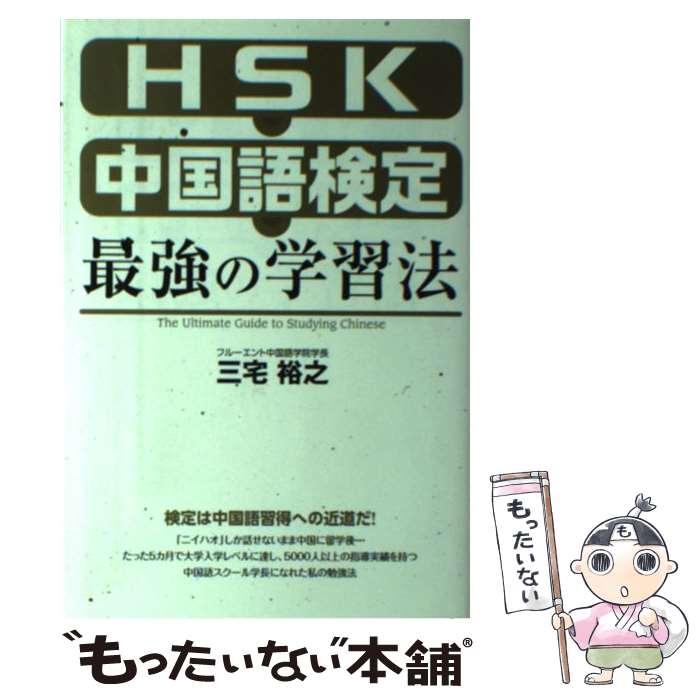 HSK
中国語検定
最強の学習法
The Ultimate Guide to Studying Chinese
フルーエント中国語学院学長
三宅 裕之
検定は中国語習得への近道だ!
「ニイハオ」しか話せないまま中国に留学後…
たった5カ月で大学入学レベルに達し、5000人以上の指導実績を持つ
中国語スクール学長になれた私の勉強法
も
もったいない
"もったいない"本舗®